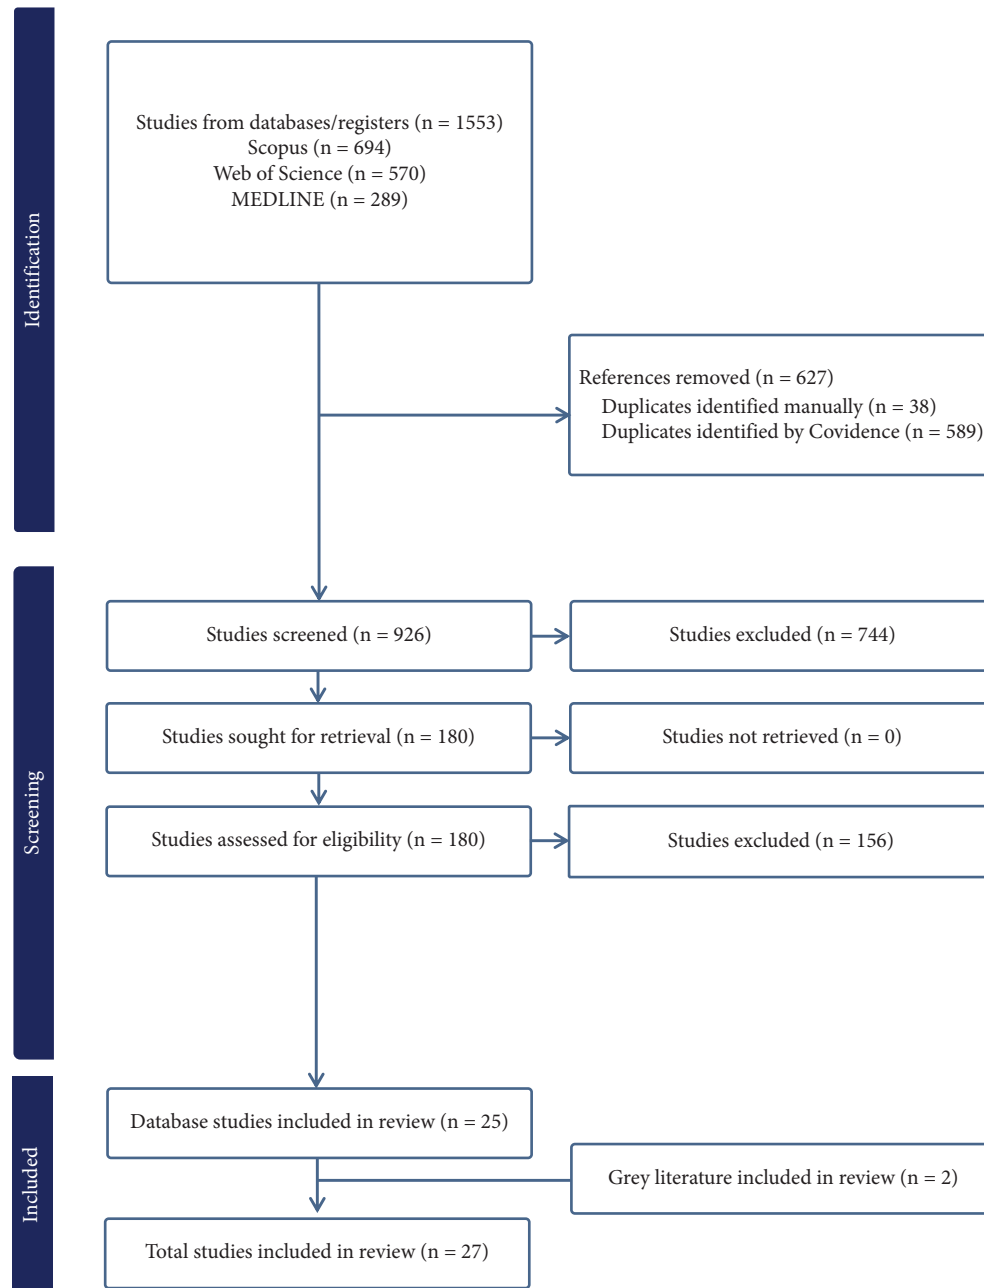 Identification
Studies from databases/registers (n = 1553)
Scopus (n = 694)
Web of Science (n = 570)
MEDLINE (n = 289)
References removed (n = 627)
Duplicates identified manually (n = 38)
Duplicates identified by Covidence (n = 589)
Screening
Studies screened (n = 926)
Studies excluded (n = 744)
Studies sought for retrieval (n = 180)
Studies not retrieved (n = 0)
Studies assessed for eligibility (n = 180)
Studies excluded (n = 156)
Included
Database studies included in review (n = 25)
Grey literature included in review (n = 2)
Total studies included in review (n = 27)